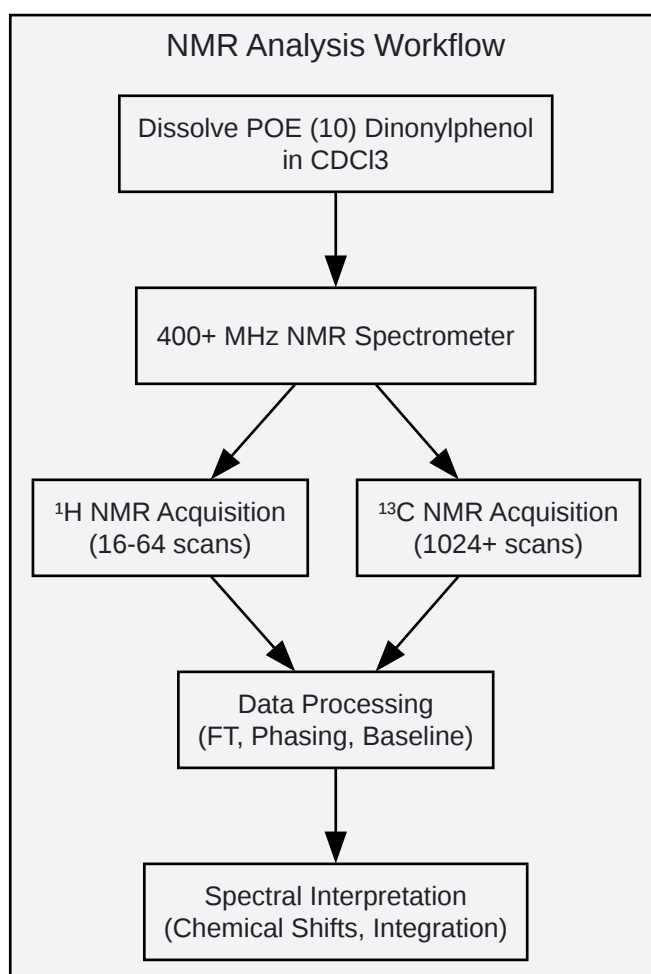 NMR Analysis Workflow
Dissolve POE (10) Dinonylphenol
in CDCl3
400+ MHz NMR Spectrometer
¹H NMR Acquisition
(16-64 scans)
¹³C NMR Acquisition
(1024+ scans)
Data Processing
(FT, Phasing, Baseline)
Spectral Interpretation
(Chemical Shifts, Integration)